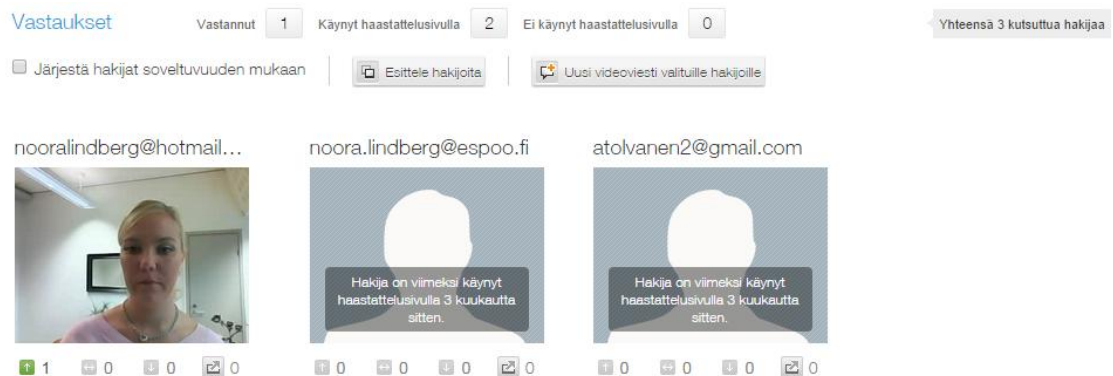 Vastaukset Vastannut 1 Käynyt haastattelusivulla 2 Ei käynyt haastattelusivulla 0 Yhteensä 3 kutsuttua hakijaa
Järjestä hakijat soveltuvuuden mukaan Esittele hakijoita Uusi videoviesti valituille hakijoille
nooralindberg@hotmail... noora.lindberg@espoo.fi atolvanen2@gmail.com
Hakija on viimeksi käynyt
haastattelusivulla 3 kuukautta
sitten.
Hakija on viimeksi käynyt
haastattelusivulla 3 kuukautta
sitten.
1 0 0 0 0 0 0 0 0 0 0 0